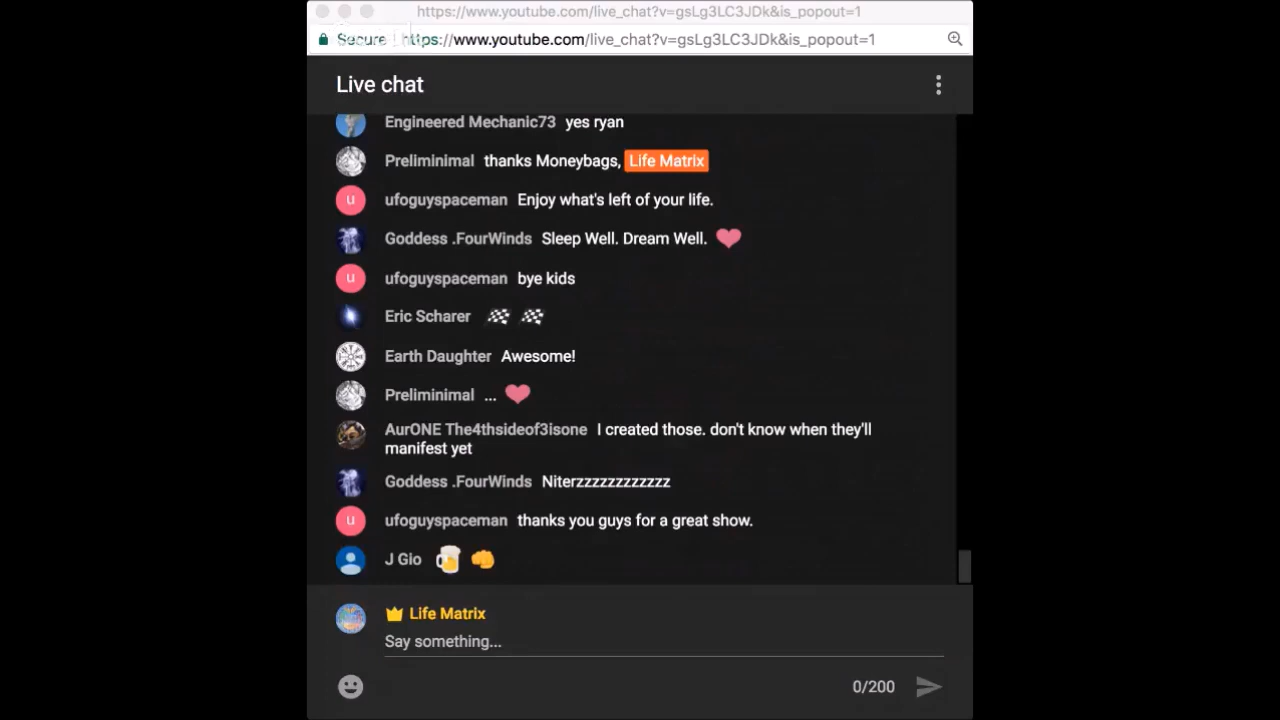 https://www.youtube.com/live_chat?v=gsLg3LC3JDk&is_popout=1
Secure https://www.youtube.com/live_chat?v=gsLg3LC3JDk&is_popout=1
Live chat
Engineered Mechanic73 yes ryan
Preliminimal thanks Moneybags, Life Matrix
u ufoguyspaceman Enjoy what's left of your life.
Goddess .FourWinds Sleep Well. Dream Well.
u ufoguyspaceman bye kids
Eric Scharer
Earth Daughter Awesome!
Preliminimal ...
AurONE The4thsideof3isone I created those. don't know when they'll
manifest yet
Goddess .FourWinds Niterzzzzzzzzzzzz
u ufoguyspaceman thanks you guys for a great show.
J Gio
Life Matrix
Say something...
0/200